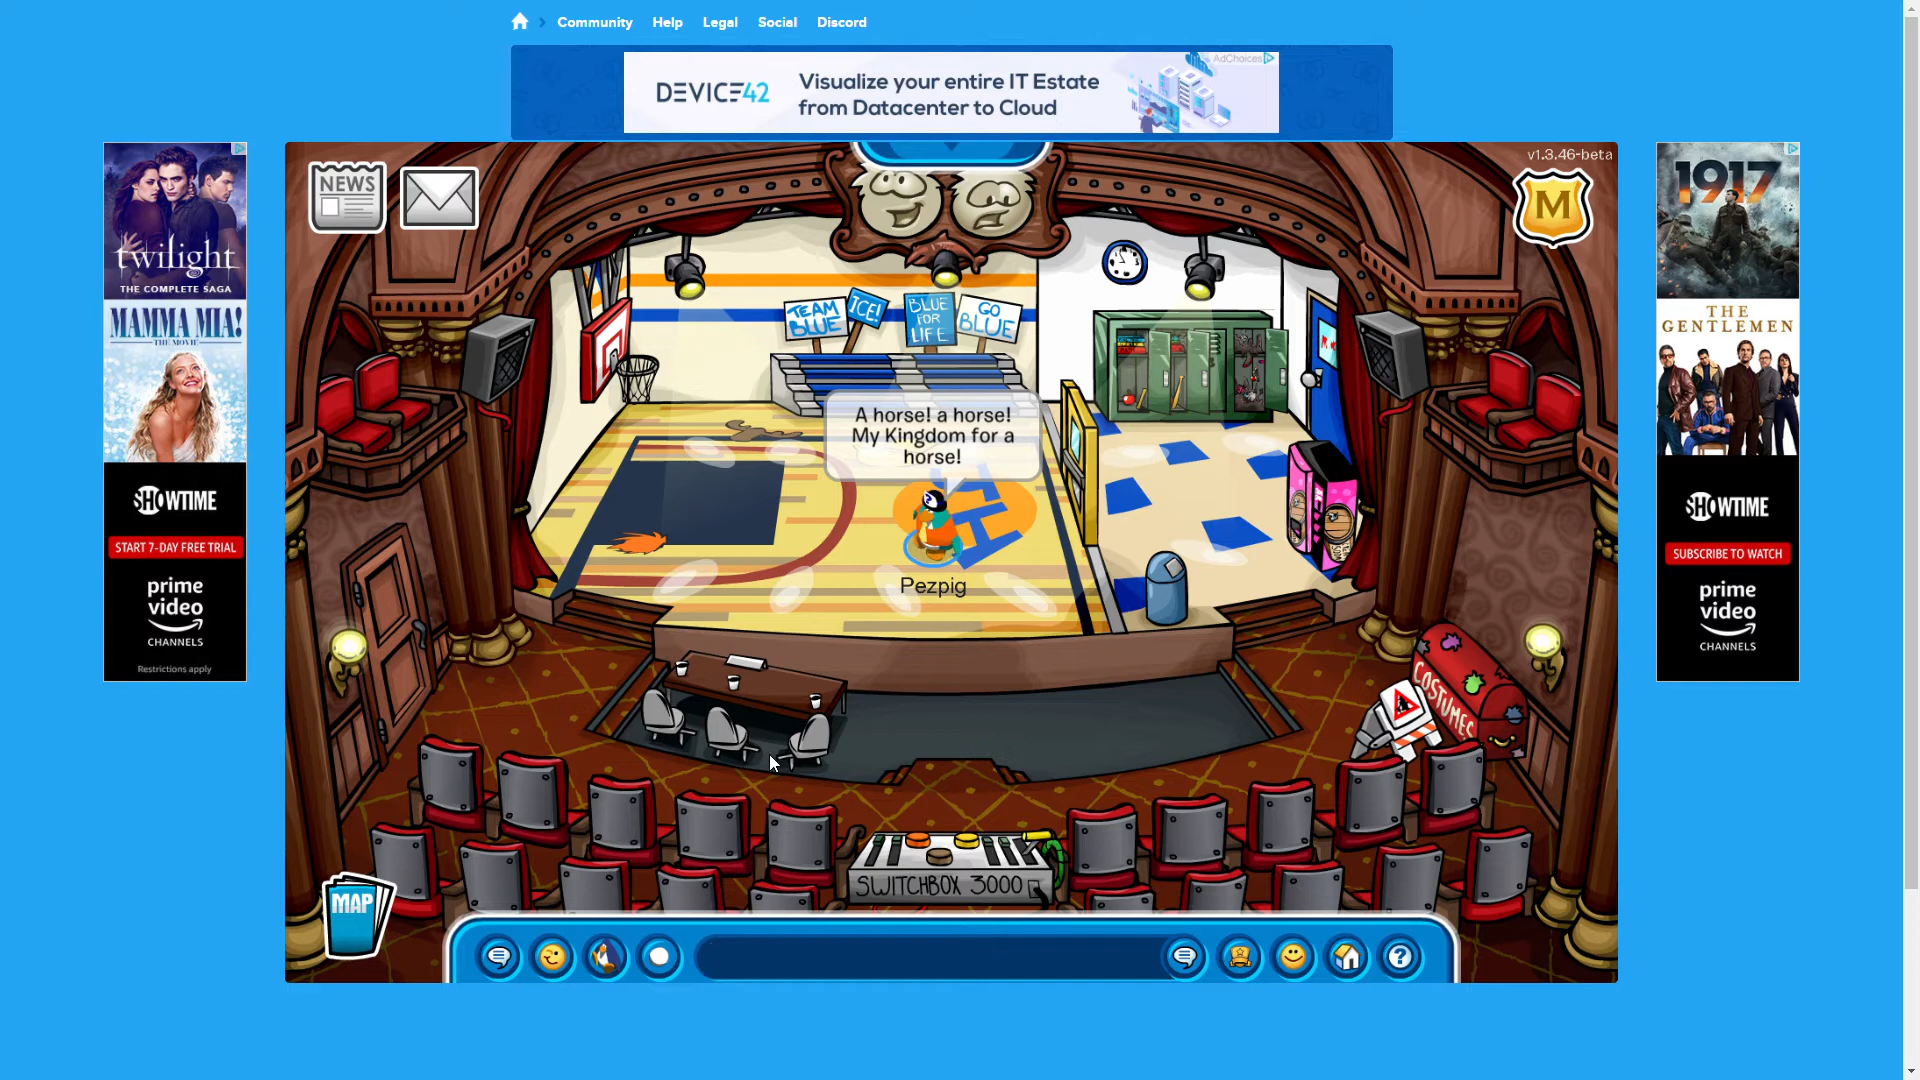 Community
Help
Legal
Social
Discord
DEVICE42
Visualize your entire IT Estate
from Datacenter to Cloud
AdChoices
twilight
THE COMPLETE SAGA
MAMMA MIA!
THE MOVIE
SHOWTIME
START 7-DAY FREE TRIAL
prime video
CHANNELS
Restrictions apply
NEWS
v1.3.46-beta
M
TEAM
BLUE
ICE!
BLUE
FOR
LIFE
GO
BLUE
A horse! a horse!
My Kingdom for a
horse!
Pezpig
COSTUMES
SWITCHBOX 3000
MAP
?
1917
THE
GENTLEMEN
SHOWTIME
SUBSCRIBE TO WATCH
prime video
CHANNELS